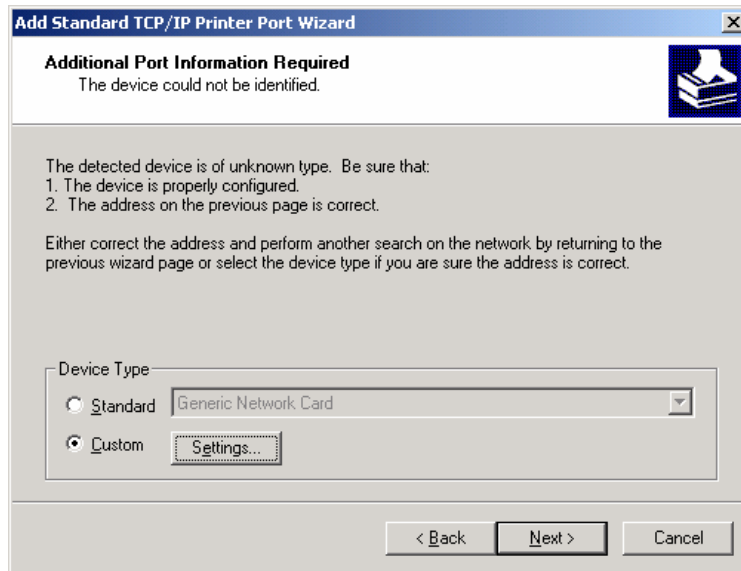 Add Standard TCP/IP Printer Port Wizard
Additional Port Information Required
The device could not be identified.
The detected device is of unknown type.  Be sure that:
1. The device is properly configured.
2.  The address on the previous page is correct.
Either correct the address and perform another search on the network by returning to the
previous wizard page or select the device type if you are sure the address is correct.
Device Type
Standard
Generic Network Card
Custom
Settings...
< Back
Next >
Cancel